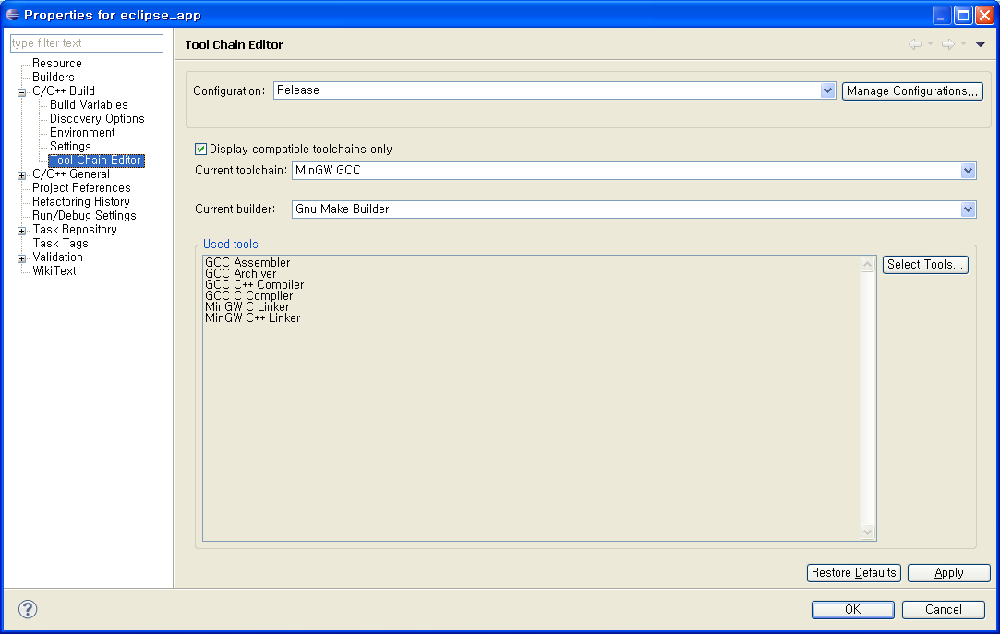 Properties for eclipse_app
type filter text
Resource
Builders
C/C++ Build
Build Variables
Discovery Options
Environment
Settings
Tool Chain Editor
C/C++ General
Project References
Refactoring History
Run/Debug Settings
Task Repository
Task Tags
Validation
WikiText
Tool Chain Editor
Configuration: Release Manage Configurations...
Display compatible toolchains only
Current toolchain: MinGW GCC
Current builder: Gnu Make Builder
Used tools
GCC Assembler
GCC Archiver
GCC C++ Compiler
GCC C Compiler
MinGW C Linker
MinGW C++ Linker
Select Tools...
Restore Defaults Apply
OK Cancel